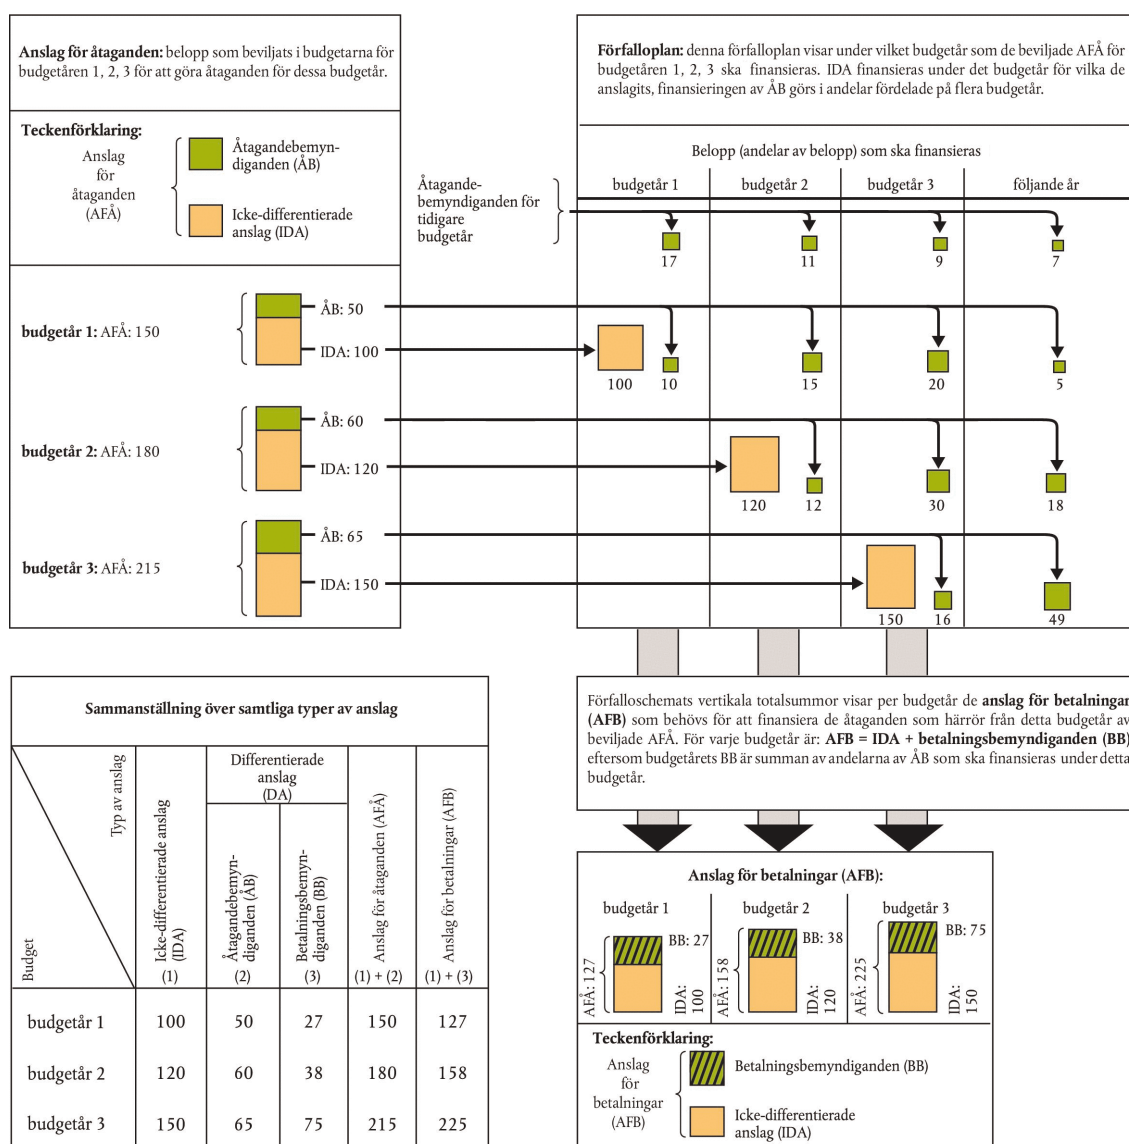 Anslag för åtaganden: belopp som beviljats i budgetarna för
budgetåren 1, 2, 3 för att göra åtaganden för dessa budgetår.
Teckenförklaring:
Anslag
för
åtaganden
(AFÅ)
Åtagandebemyn-
diganden (ÅB)
Icke-differentierade
anslag (IDA)
budgetår 1: AFÅ: 150
ÅB: 50
IDA: 100
budgetår 2: AFÅ: 180
ÅB: 60
IDA: 120
budgetår 3: AFÅ: 215
ÅB: 65
IDA: 150
Förfalloplan: denna förfalloplan visar under vilket budgetår som de beviljade AFÅ för
budgetåren 1, 2, 3 ska finansieras. IDA finansieras under det budgetår för vilka de
anslagits, finansieringen av ÅB görs i andelar fördelade på flera budgetår.
Belopp (andelar av belopp) som ska finansieras
budgetår 1 budgetår 2 budgetår 3 följande år
Åtagande-
bemyndiganden för
tidigare
budgetår
17 11 9 7
100 10 15 20 5
120 12 30 18
150 16 49
Förfalloschemats vertikala totalsummor visar per budgetår de anslag för betalningar
(AFB) som behövs för att finansiera de åtaganden som härrör från detta budgetår av
beviljade AFÅ. För varje budgetår är: AFB = IDA + betalningsbemyndiganden (BB)
eftersom budgetårets BB är summan av andelarna av ÅB som ska finansieras under detta
budgetår.
Sammanställning över samtliga typer av anslag
Typ av anslag
Budget
Icke-differentierade anslag
(IDA)
(1)
Differentierade
anslag
(DA)
Åtagandebemyn-
diganden (ÅB)
(2)
Betalningsbemyn-
diganden (BB)
(3)
Anslag för åtaganden (AFÅ)
(1) + (2)
Anslag för betalningar (AFB)
(1) + (3)
budgetår 1 100 50 27 150 127
budgetår 2 120 60 38 180 158
budgetår 3 150 65 75 215 225
Anslag för betalningar (AFB):
budgetår 1
AFÅ: 127
BB: 27
IDA:
100
budgetår 2
AFÅ: 158
BB: 38
IDA:
120
budgetår 3
AFÅ: 225
BB: 75
IDA:
150
Teckenförklaring:
Anslag
för
betalningar
(AFB)
Betalningsbemyndiganden (BB)
Icke-differentierade
anslag (IDA)